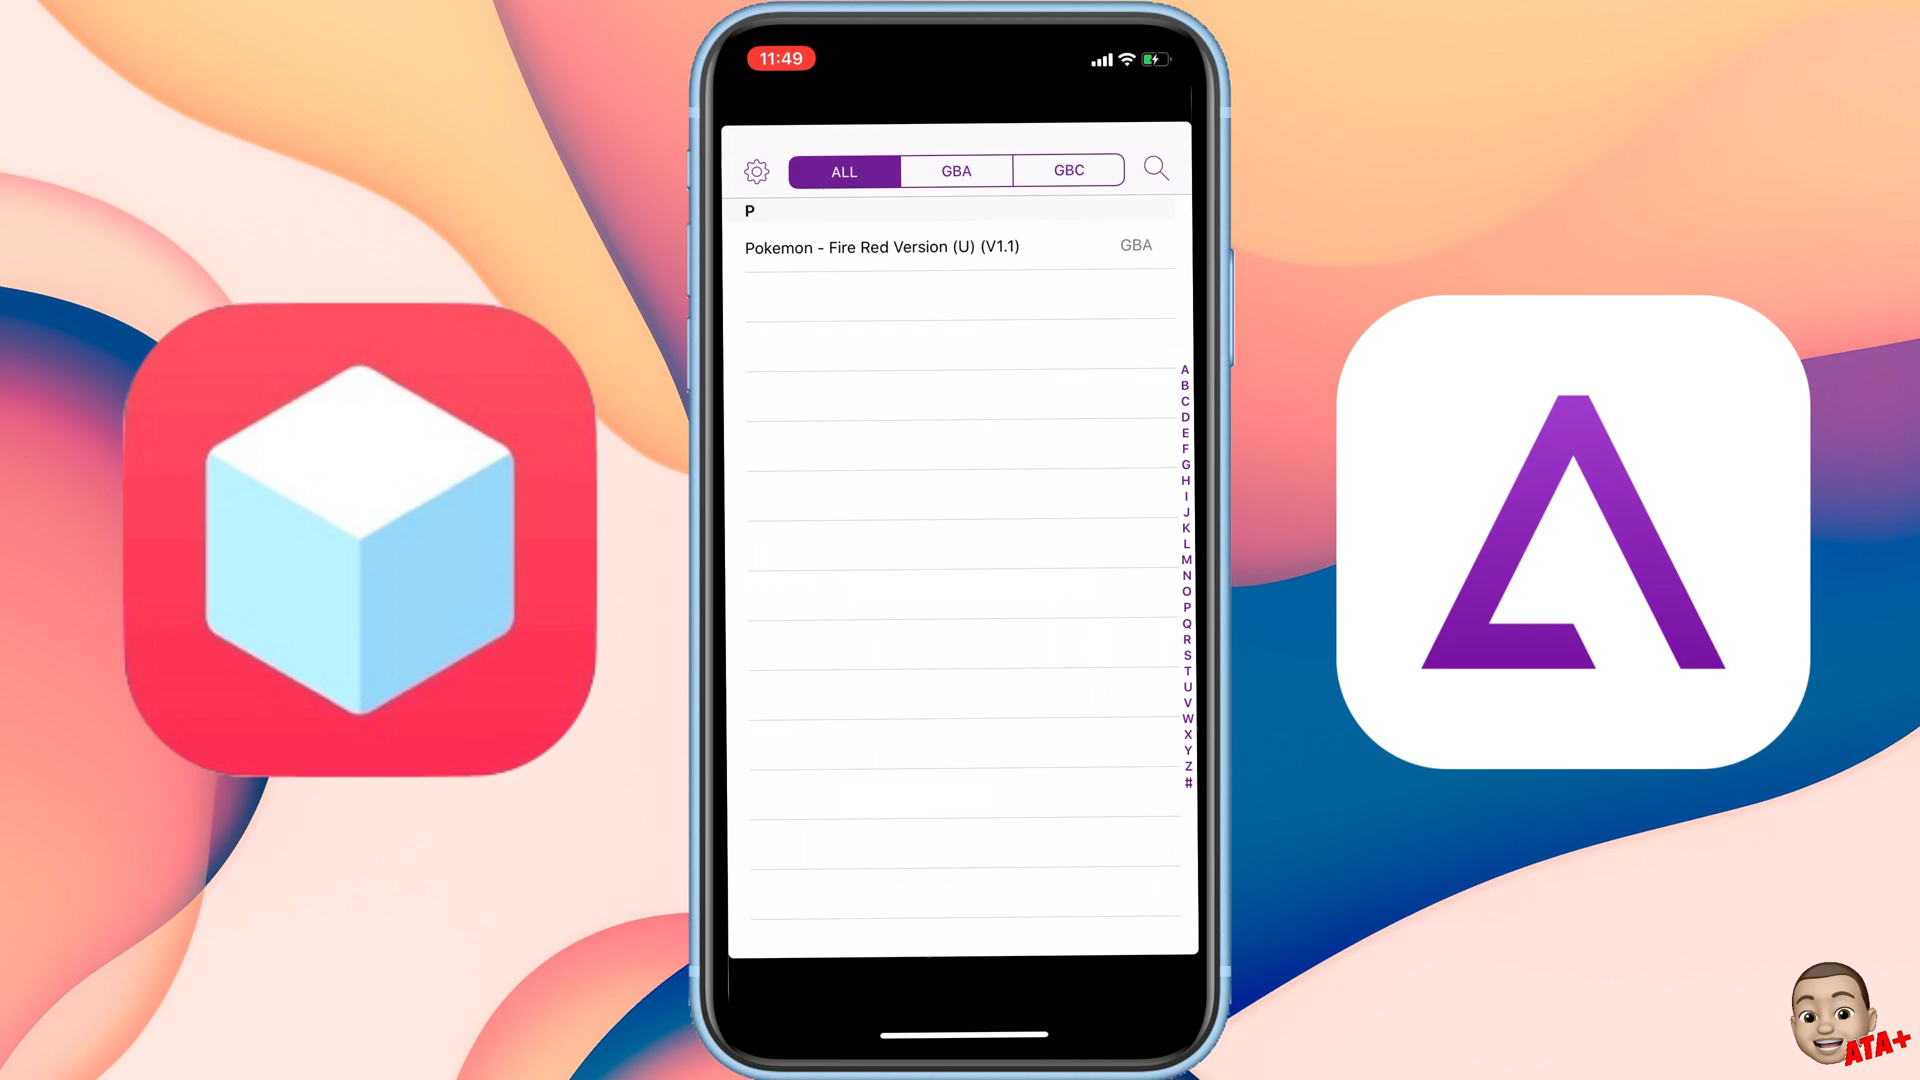 11:49
ALL GBA GBC
P
Pokemon - Fire Red Version (U) (V1.1) GBA
A
B
C
D
E
F
G
H
I
J
K
L
M
N
O
P
Q
R
S
T
U
V
W
X
Y
Z
#
ATA+